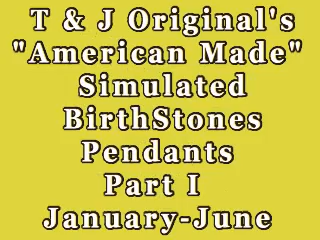 T & J Original's
"American Made"
Simulated
BirthStones
Pendants
Part I
January-June